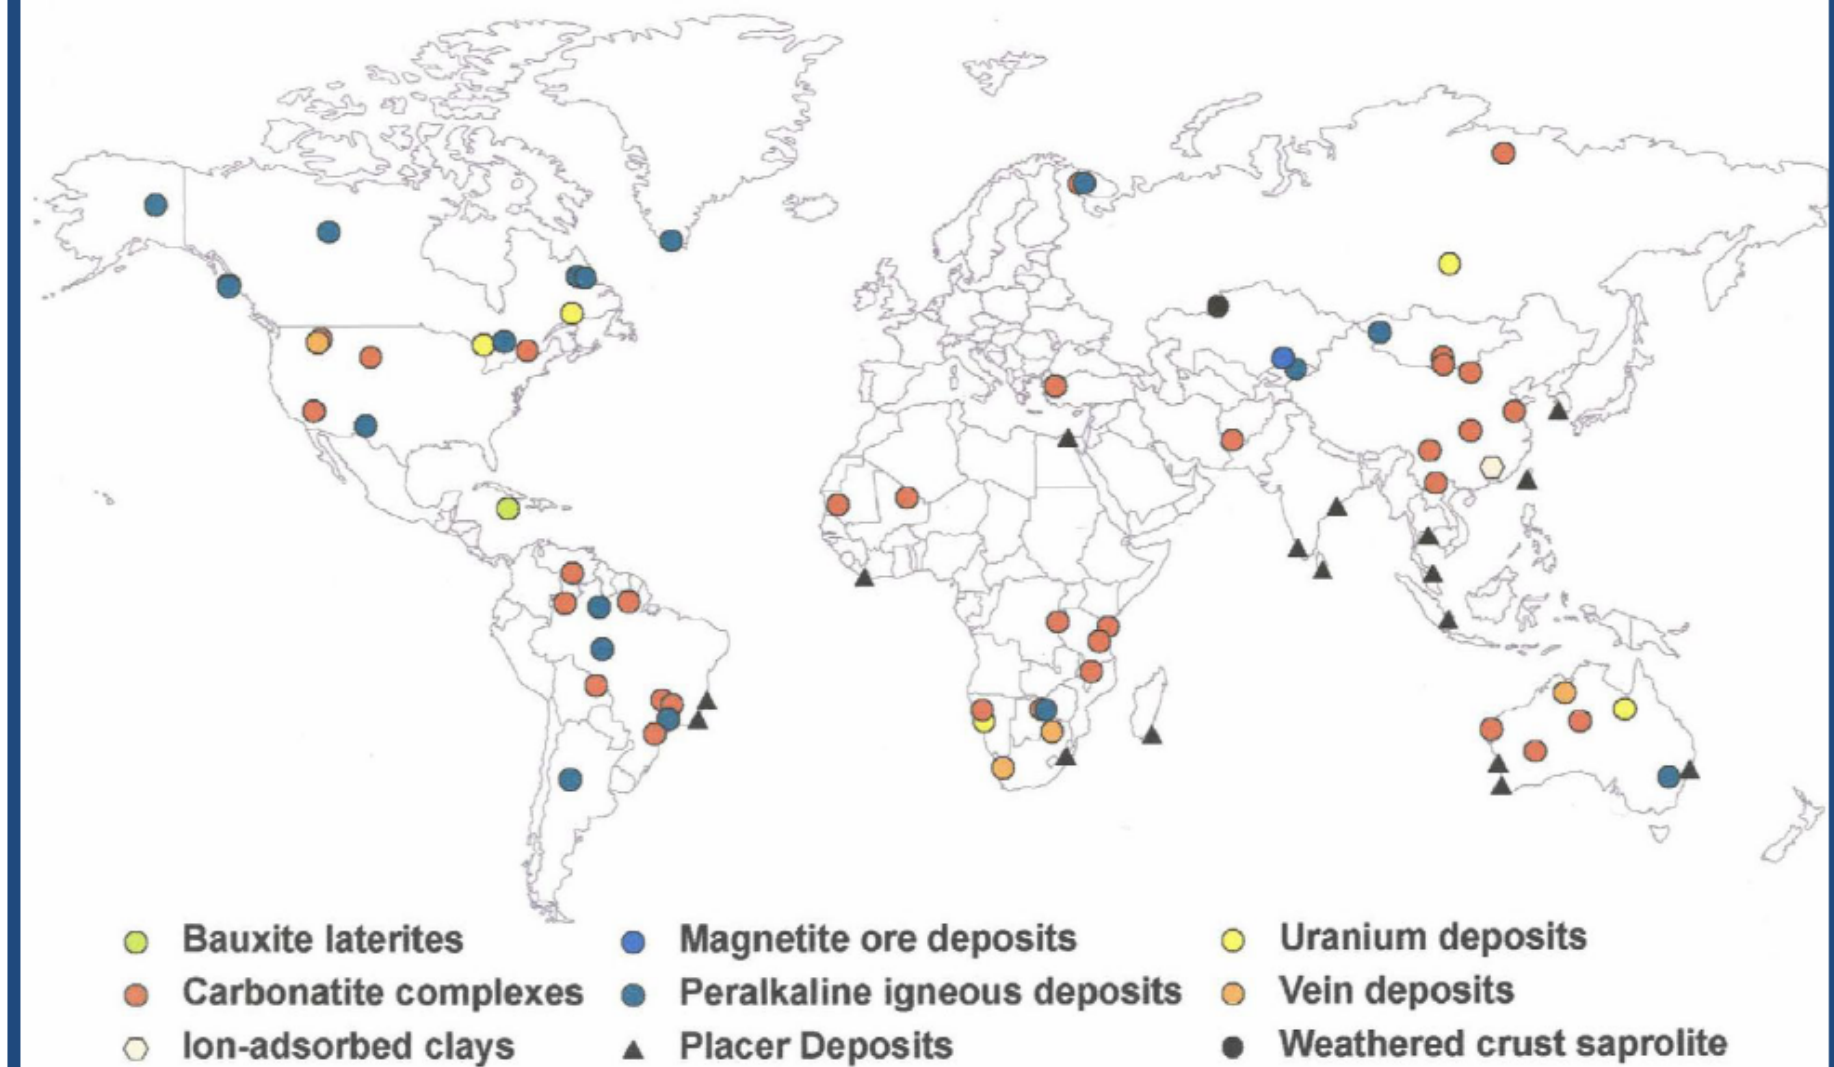 Bauxite laterites
Magnetite ore deposits
Uranium deposits
Carbonatite complexes
Peralkaline igneous deposits
Vein deposits
Ion-adsorbed clays
Placer Deposits
Weathered crust saprolite